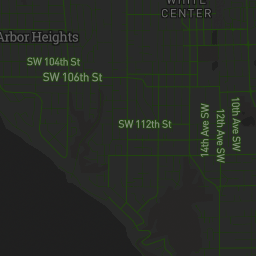 WHITE
CENTER
Arbor Heights
SW 104th St
SW 106th St
SW 112th St
14th Ave SW
12th Ave SW
10th Ave SW